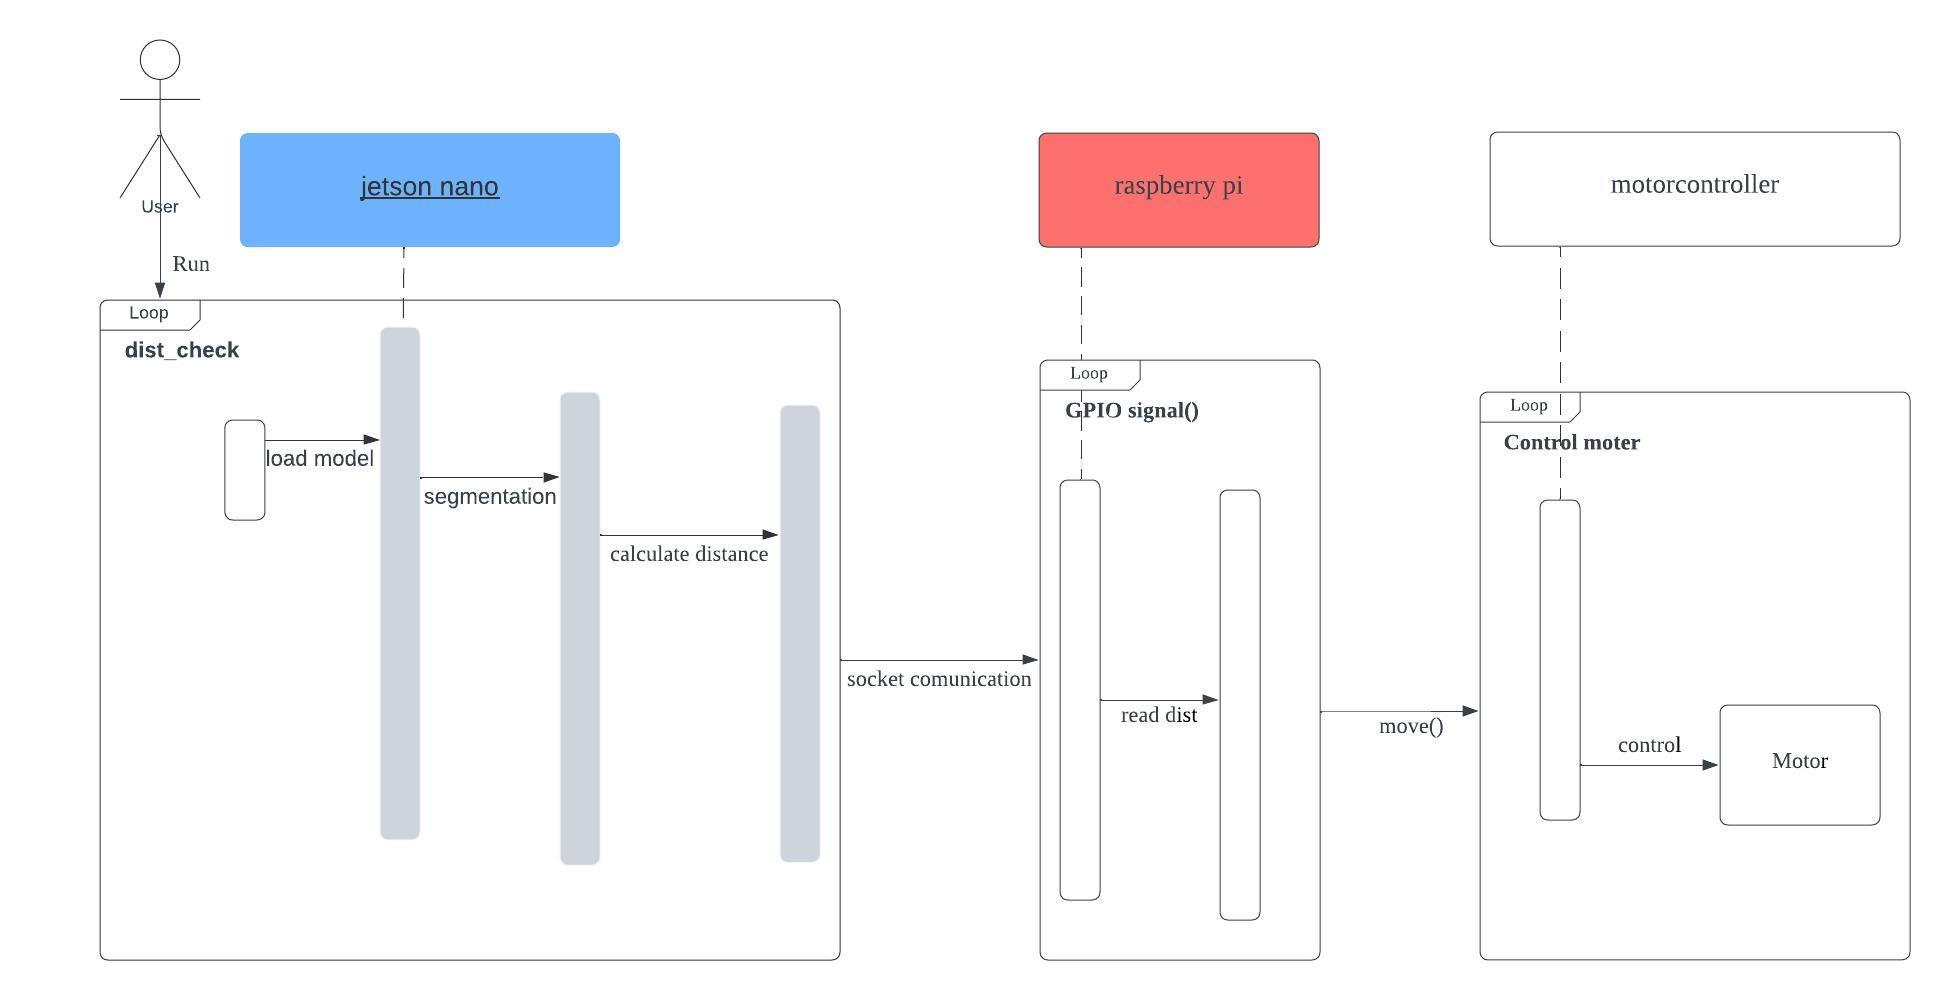 User
jetson nano
raspberry pi
motorcontroller
Run
Loop
dist_check
load model
segmentation
calculate distance
socket comunication
Loop
GPIO signal()
read dist
move()
Loop
Control moter
control
Motor